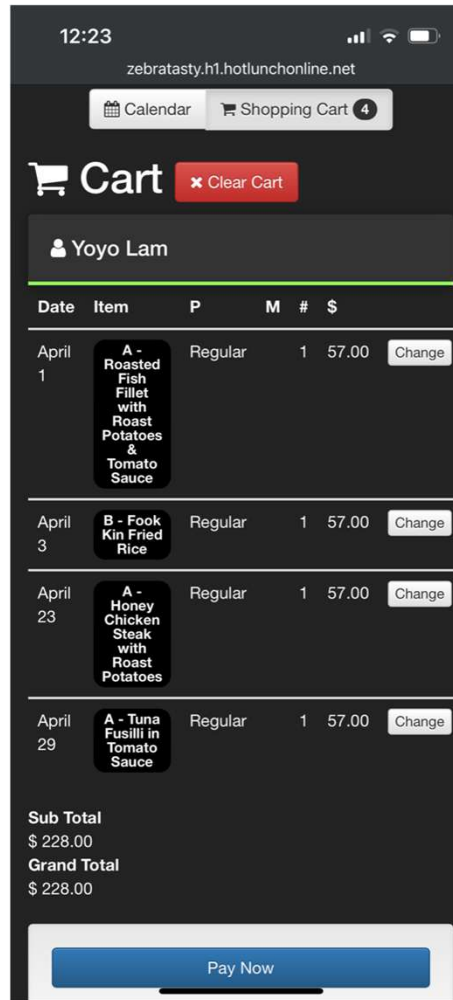 12:23
zebratasty.h1.hotlunchonline.net
Calendar Shopping Cart 4
Cart Clear Cart
Yoyo Lam
Date Item P M # $
April 1 A - Roasted Fish Fillet with Roast Potatoes & Tomato Sauce Regular 1 57.00 Change
April 3 B - Fook Kin Fried Rice Regular 1 57.00 Change
April 23 A - Honey Chicken Steak with Roast Potatoes Regular 1 57.00 Change
April 29 A - Tuna Fusilli in Tomato Sauce Regular 1 57.00 Change
Sub Total
$ 228.00
Grand Total
$ 228.00
Pay Now